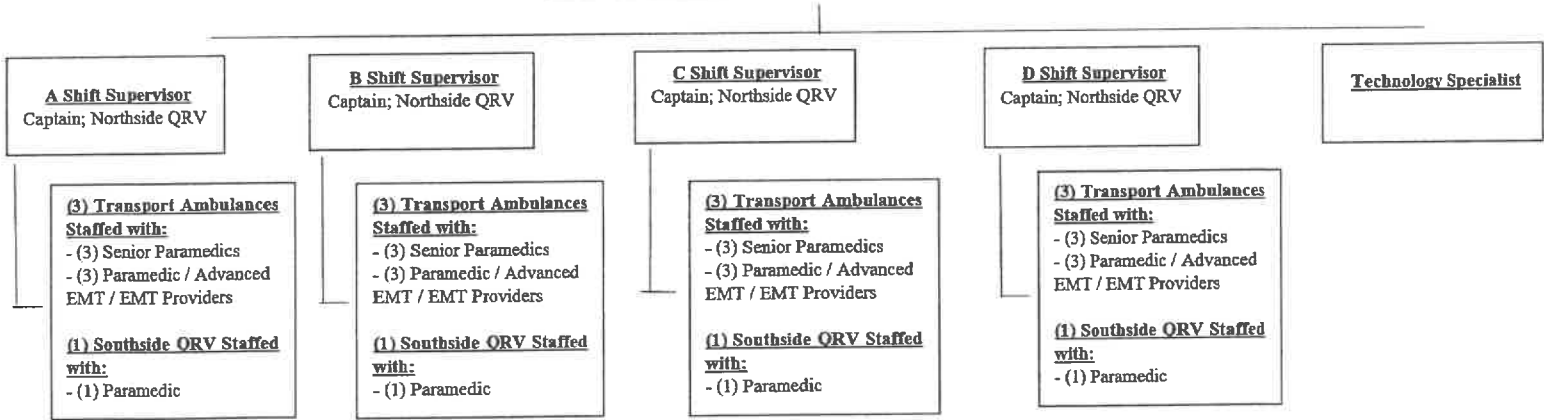 A Shift Supervisor
Captain; Northside QRV
B Shift Supervisor
Captain; Northside QRV
C Shift Supervisor
Captain; Northside QRV
D Shift Supervisor
Captain; Northside QRV
Technology Specialist
(3) Transport Ambulances
Staffed with:
- (3) Senior Paramedics
- (3) Paramedic / Advanced
EMT / EMT Providers
(1) Southside QRV Staffed
with:
- (1) Paramedic
(3) Transport Ambulances
Staffed with:
- (3) Senior Paramedics
- (3) Paramedic / Advanced
EMT / EMT Providers
(1) Southside QRV Staffed
with:
- (1) Paramedic
(3) Transport Ambulances
Staffed with:
- (3) Senior Paramedics
- (3) Paramedic / Advanced
EMT / EMT Providers
(1) Southside QRV Staffed
with:
- (1) Paramedic
(3) Transport Ambulances
Staffed with:
- (3) Senior Paramedics
- (3) Paramedic / Advanced
EMT / EMT Providers
(1) Southside QRV Staffed
with:
- (1) Paramedic